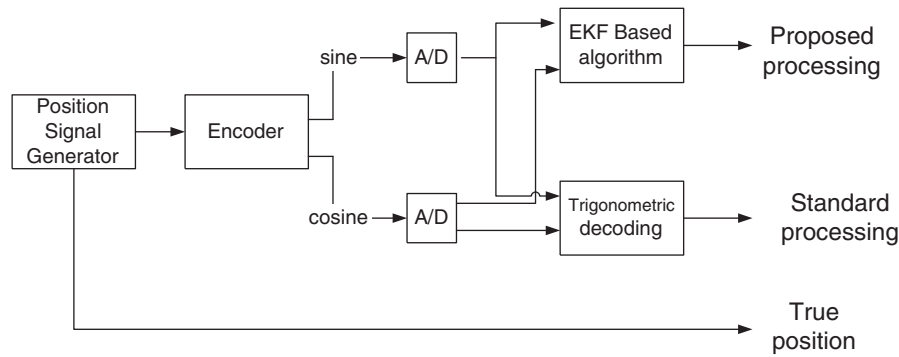 Position
Signal
Generator
Encoder
sine
cosine
A/D
A/D
EKF Based
algorithm
Trigonometric
decoding
Proposed
processing
Standard
processing
True
position